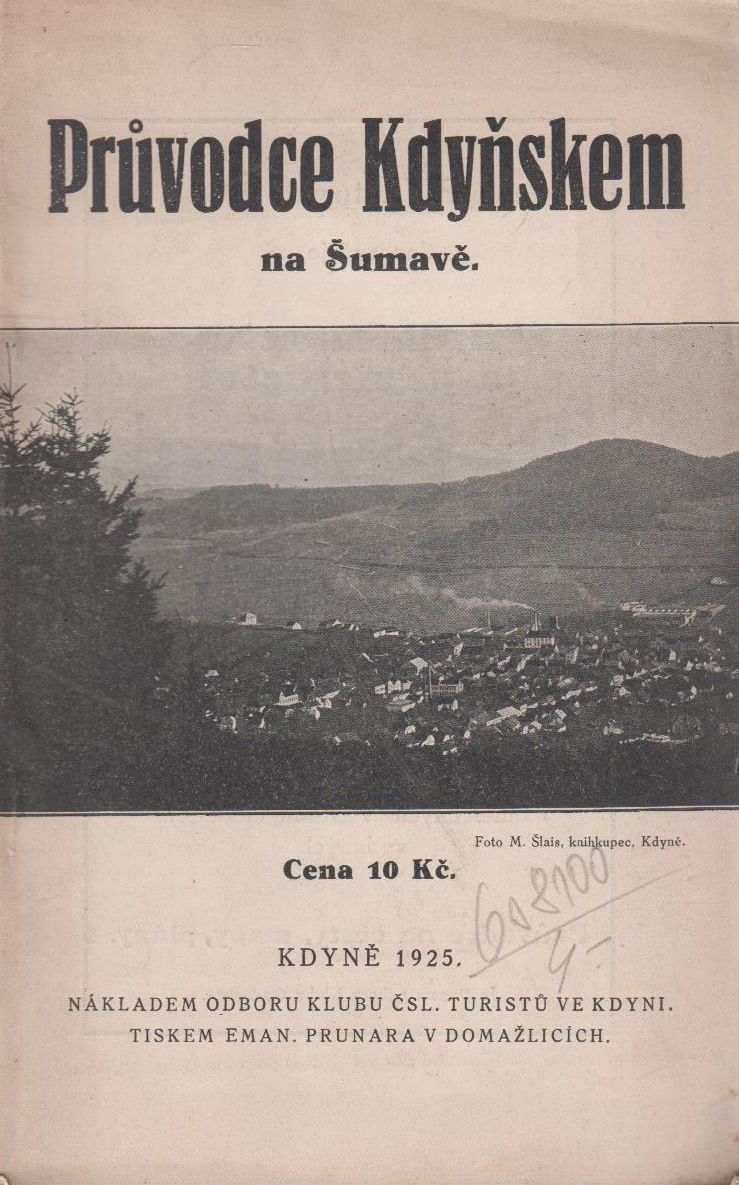 Průvodce Kdyňskem
na Šumavě.
Foto M. Šlais, knihkupec, Kdyně.
Cena 10 Kč.
KDYNĚ 1925.
NÁKLADEM ODBORU KLUBU ČSL. TURISTŮ VE KDYNI.
TISKEM EMAN. PRUNARA V DOMAŽLICÍCH.